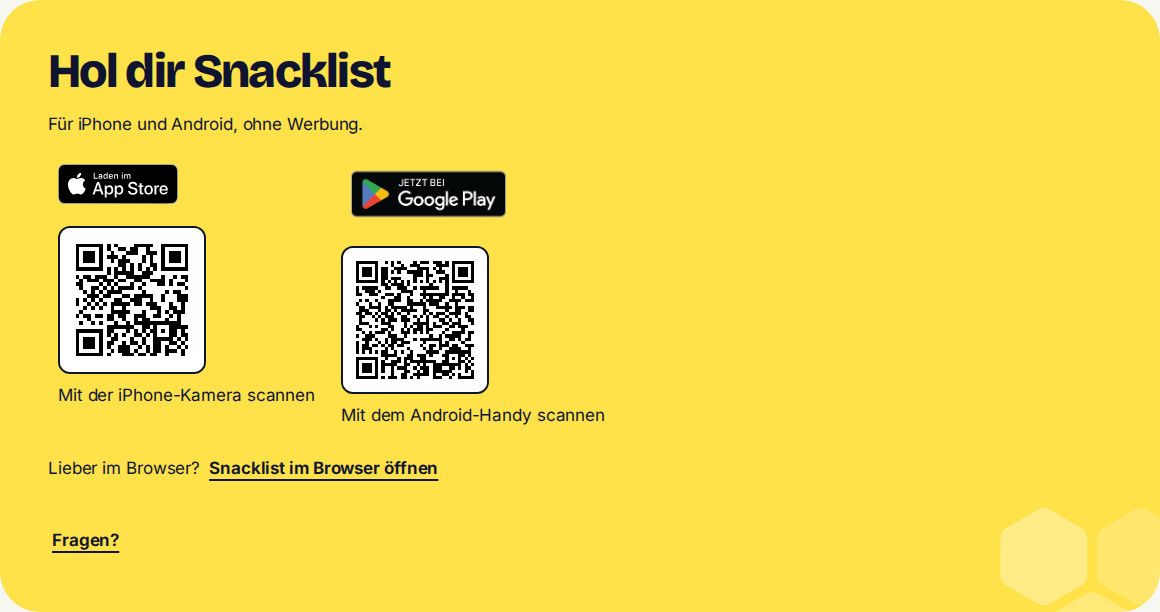 Hol dir Snacklist
Für iPhone und Android, ohne Werbung.
Laden im
App Store
JETZT BEI
Google Play
Mit der iPhone-Kamera scannen
Mit dem Android-Handy scannen
Lieber im Browser? Snacklist im Browser öffnen
Fragen?